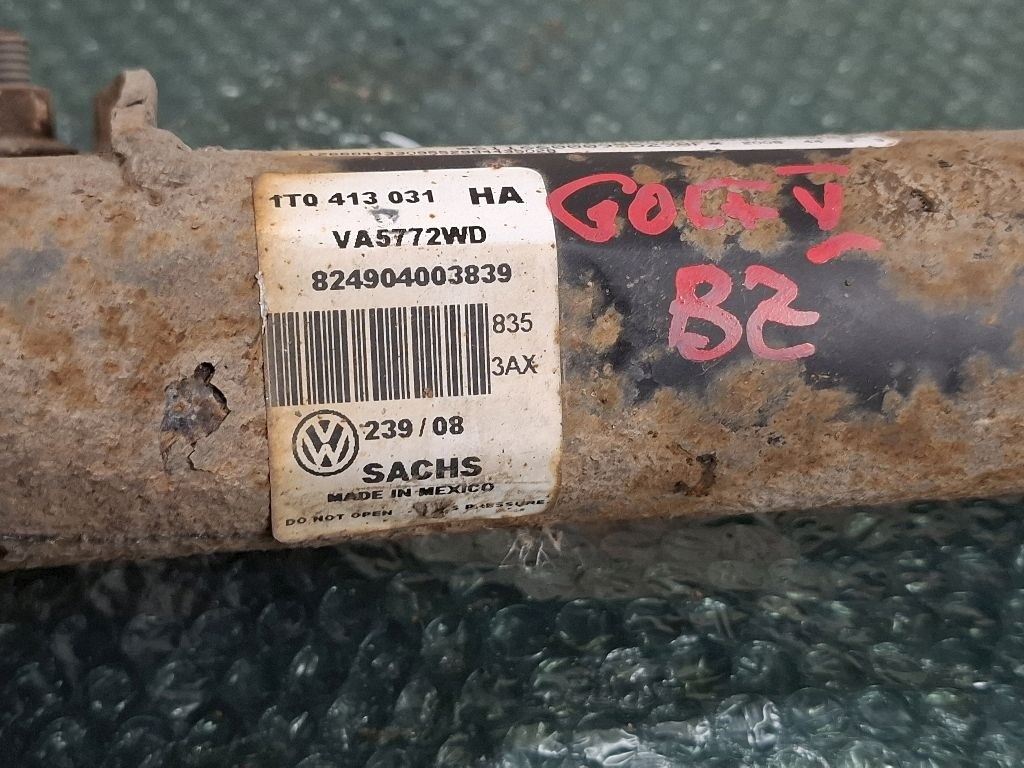 1T0 413 031 HA
VA5772WD
824904003839
835
3AX
239 / 08
SACHS
MADE IN MEXICO
DO NOT OPEN PRESSURE
GOLF V
BZ